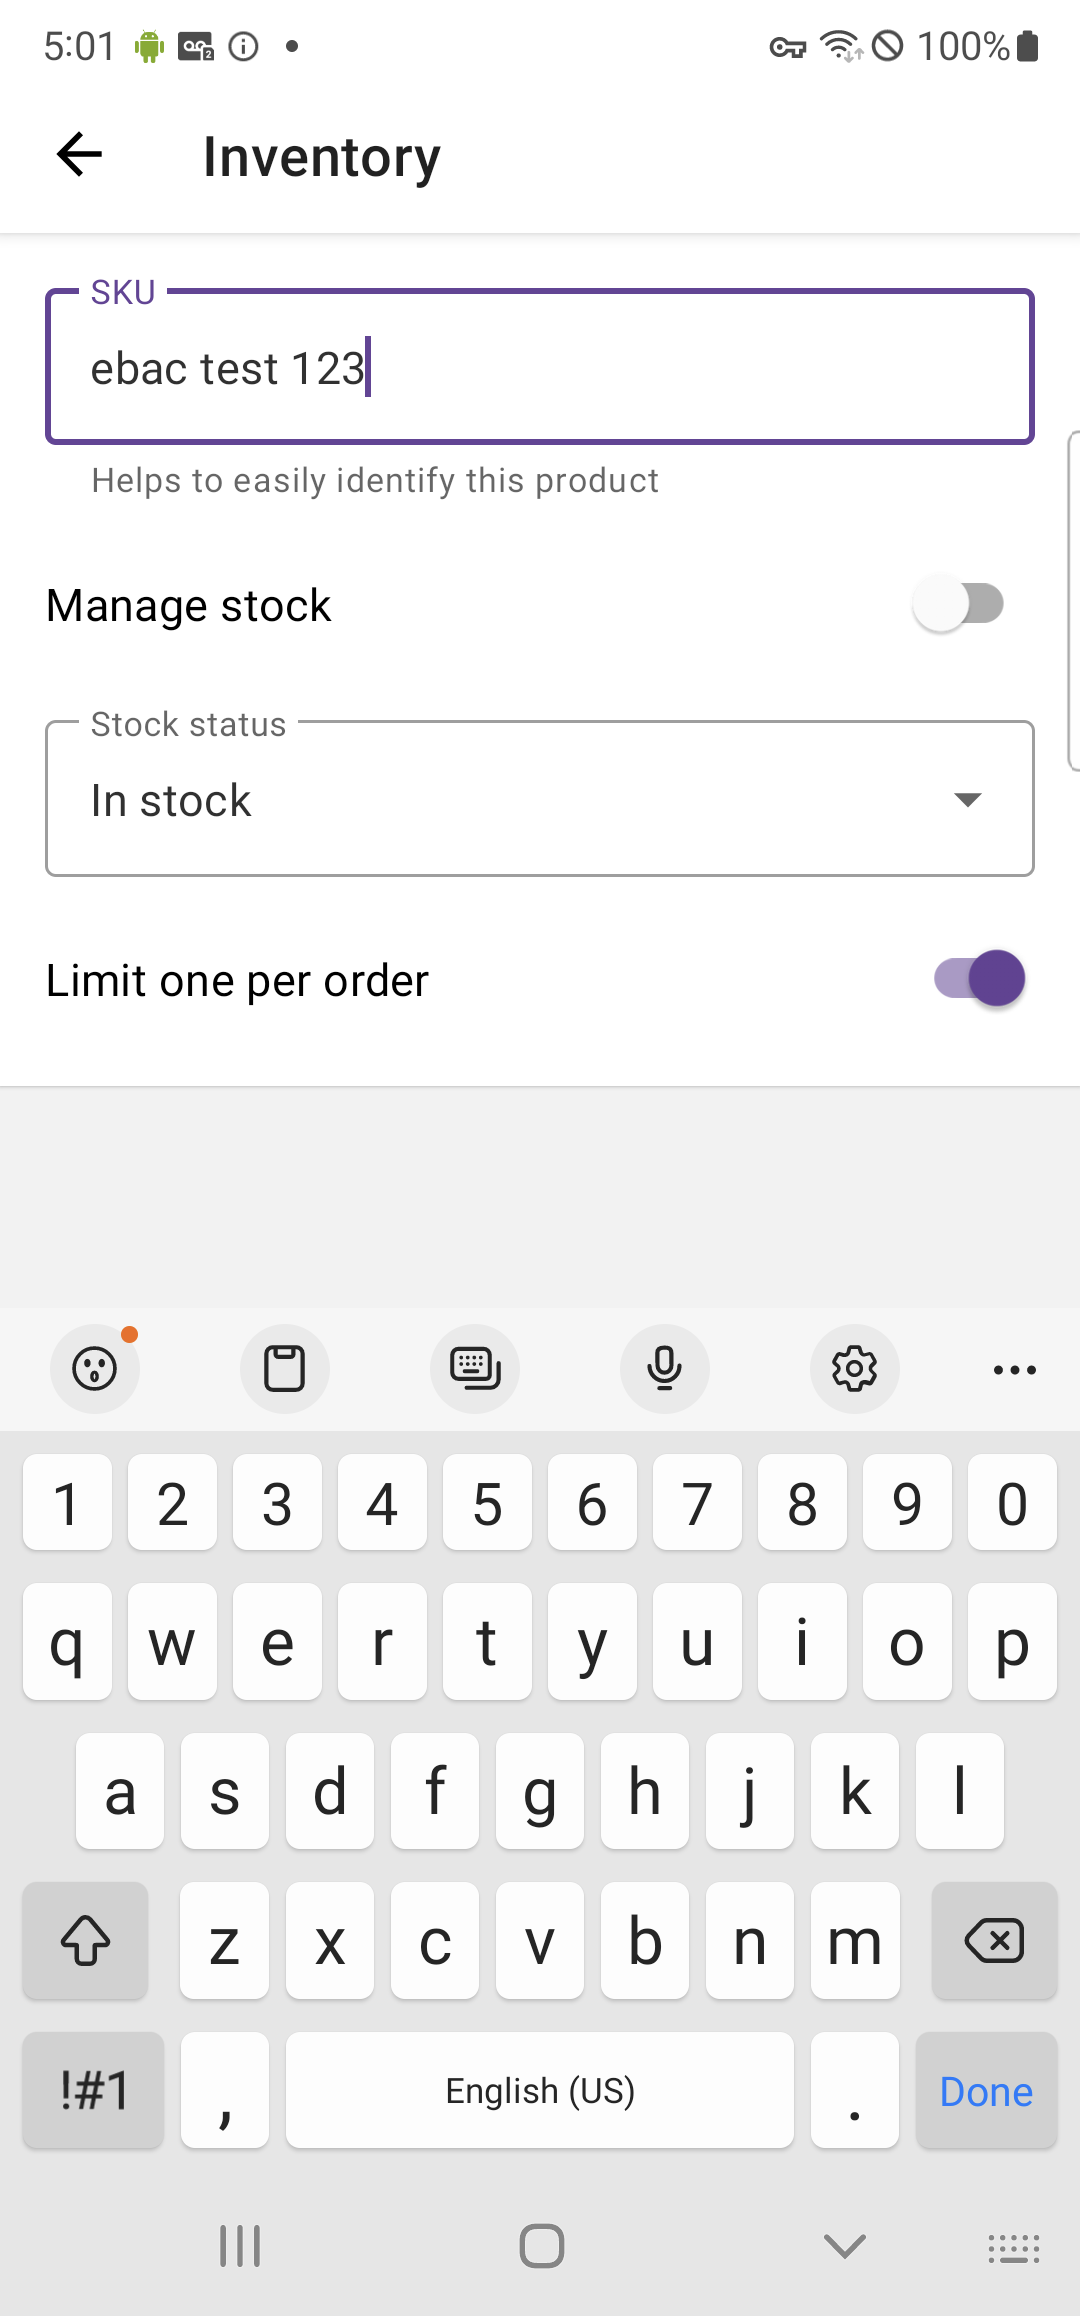 5:01 100%
Inventory
SKU
ebac test 123
Helps to easily identify this product
Manage stock
Stock status
In stock
Limit one per order
1 2 3 4 5 6 7 8 9 0
q w e r t y u i o p
a s d f g h j k l
z x c v b n m
!#1 , English (US) . Done